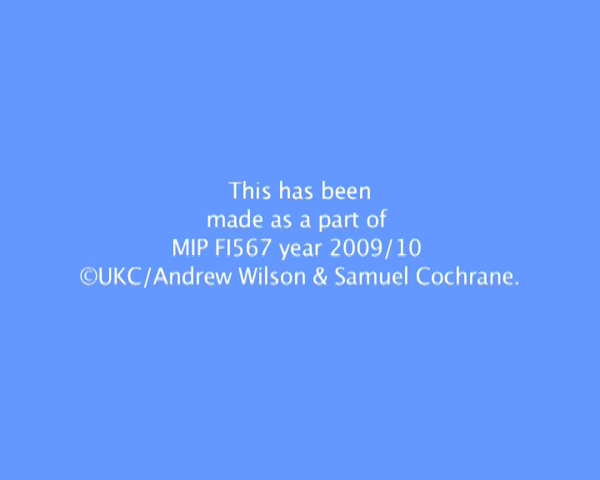 This has been
made as a part of
MIP FI567 year 2009/10
©UKC/Andrew Wilson & Samuel Cochrane.